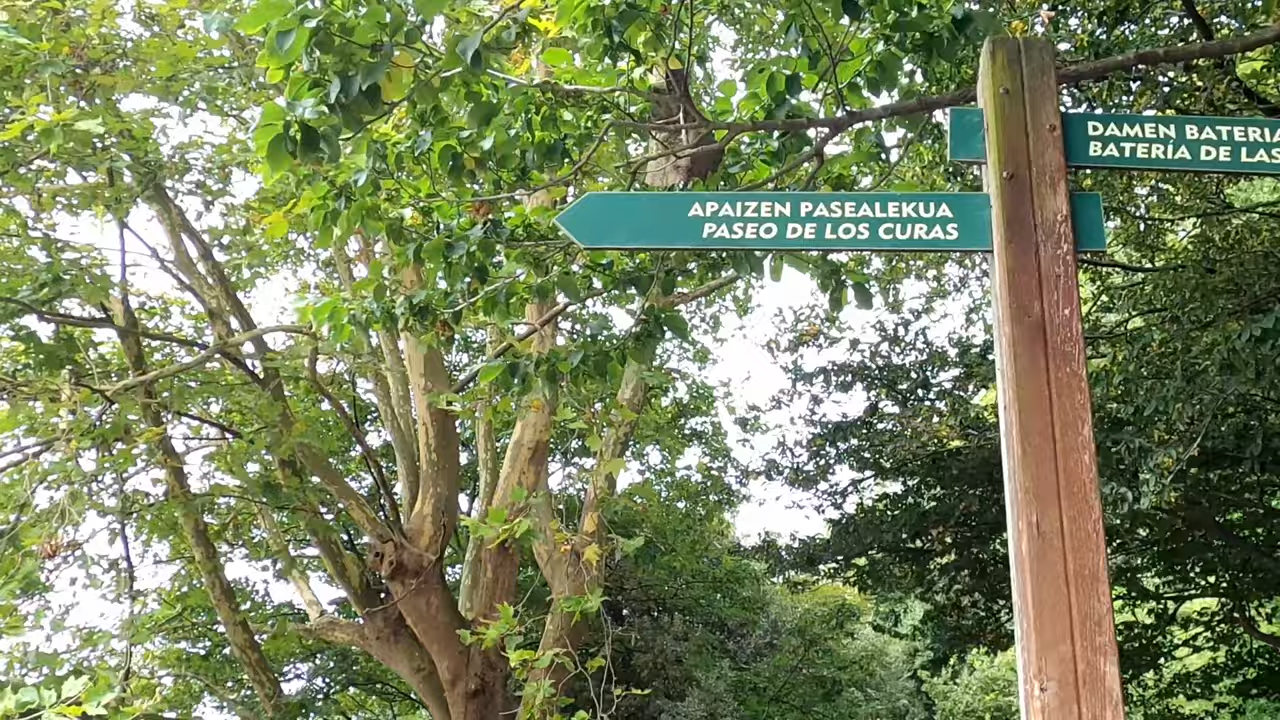 DAMEN BATERIA
BATERÍA DE LAS
APAIZEN PASEALEKUA
PASEO DE LOS CURAS